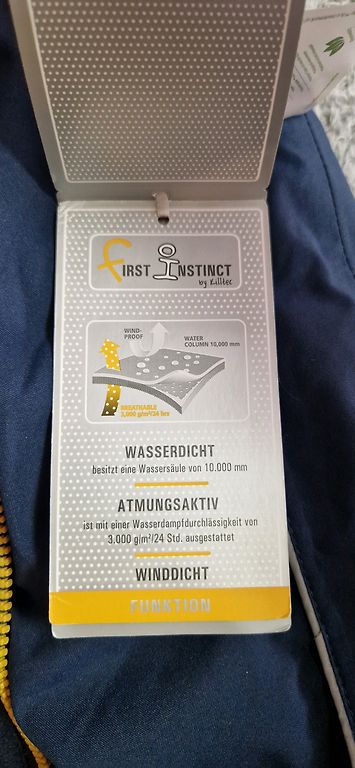 FIRST INSTINCT
by Killtec
WIND-
PROOF
WATER
COLUMN 10,000 mm
BREATHABLE
3,000 g/m²/24 hrs
WASSERDICHT
besitzt eine Wassersäule von 10.000 mm
ATMUNGSAKTIV
ist mit einer Wasserdampfdurchlässigkeit von
3.000 g/m²/24 Std. ausgestattet
WINDDICHT
FUNKTION